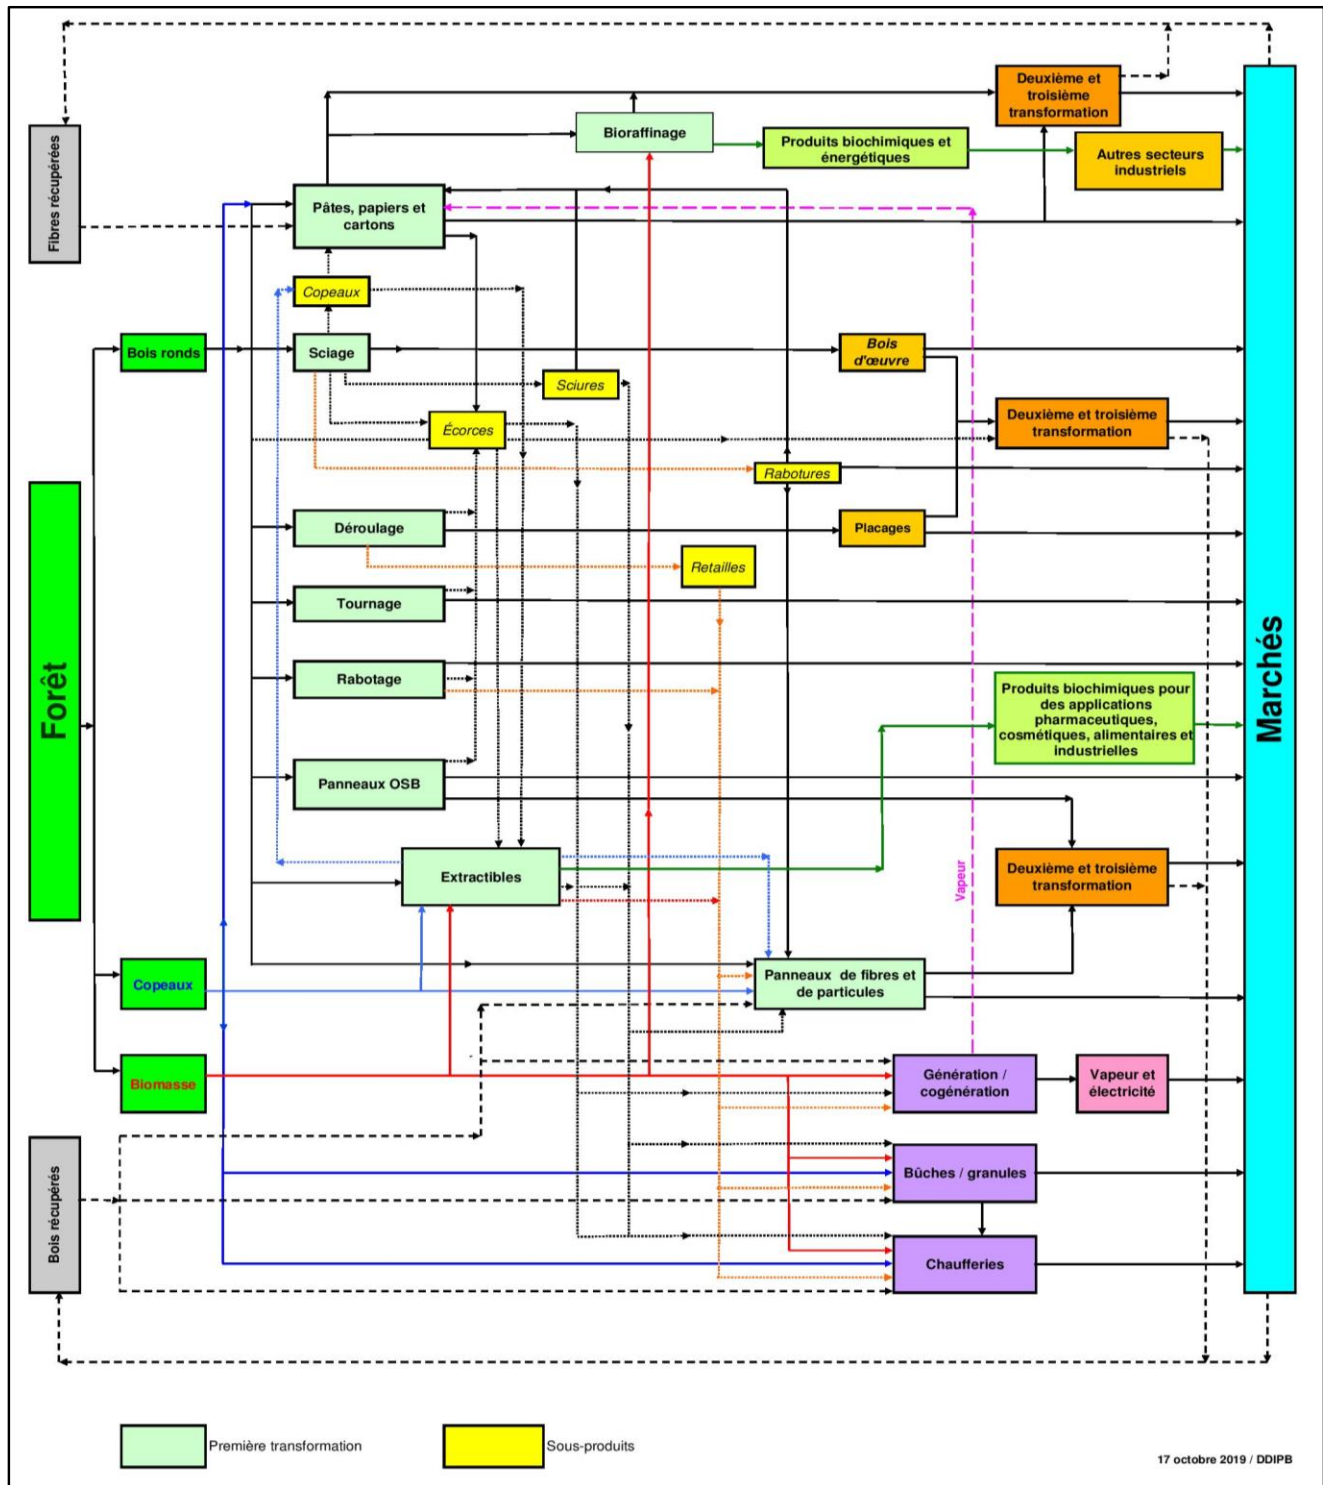 Deuxième et
troisième
transformation
Bioraffinage
Produits biochimiques et
énergétiques
Autres secteurs
industriels
Fibres récupérées
Pâtes, papiers et
cartons
Copeaux
Bois ronds
Sciage
Bois
d'œuvre
Sciures
Écorces
Deuxième et troisième
transformation
Rabotures
Déroulage
Placages
Retailles
Tournage
Forêt
Marchés
Rabotage
Produits biochimiques pour
des applications
pharmaceutiques,
cosmétiques, alimentaires et
industrielles
Panneaux OSB
Extractibles
Vapeur
Deuxième et troisième
transformation
Copeaux
Panneaux de fibres et
de particules
Biomasse
Génération /
cogénération
Vapeur et
électricité
Bois récupérés
Bûches / granules
Chaufferies
Première transformation
Sous-produits
17 octobre 2019 / DDIPB